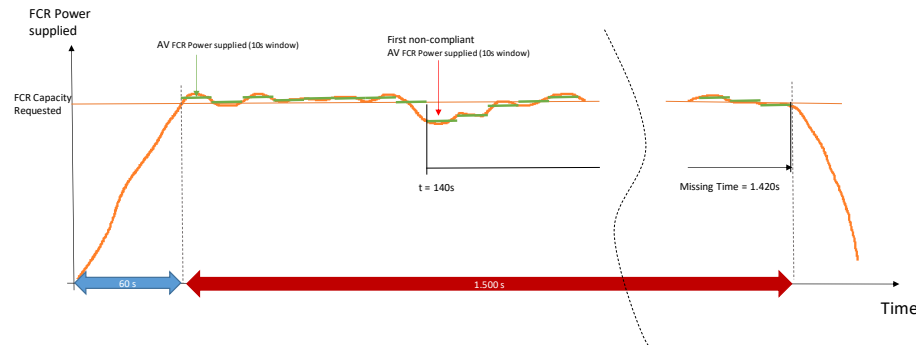 FCR Power
supplied
AV FCR Power supplied (10s window)
First non-compliant
AV FCR Power supplied (10s window)
FCR Capacity
Requested
t = 140s
Missing Time = 1.420s
60 s
1.500 s
Time